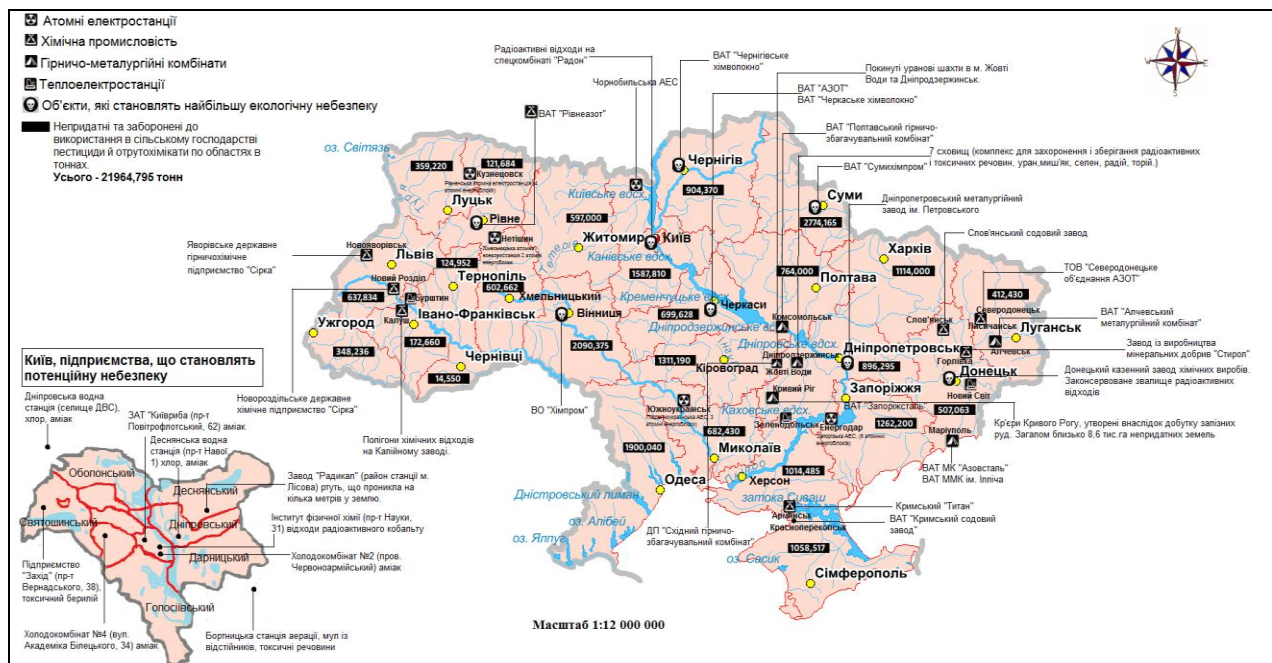 Атомні електростанції
Хімічна промисловість
Гірничо-металургійні комбінати
Теплоелектростанції
Об'єкти, які становлять найбільшу екологічну небезпеку
Непридатні та заборонені до
використання в сільському господарстві
пестициди й отрутохімікати по областях в
тоннах.
Усього - 21964,795 тонн
Радіоактивні відходи на
спецкомбінаті "Радон"
Чорнобильська АЕС
ВАТ "Чернігівське
хімволокно"
ВАТ "АЗОТ"
ВАТ "Черкаське хімволокно"
Покинуті уранові шахти в м. Жовті
Води та Дніпродзержинськ.
ВАТ "Полтавський гірничо-
збагачувальний комбінат"
7 сховищ (комплекс для захоронення і зберігання радіоактивних
і токсичних речовин, уран,миш'як, селен, радій, торій.)
ВАТ "Сумихімпром"
Дніпропетровський металургійний
завод ім. Петровського
Слов'янський содовий завод
ТОВ "Северодонецьке
об'єднання АЗОТ"
ВАТ "Алчевський
металургійний комбінат"
Завод із виробництва
мінеральних добрив "Стирол"
Донецький казенний завод хімічних виробів.
Законсервоване звалище радіоактивних
відходів
Кр'єри Кривого Рогу, утворені внаслідок добутку залізних
руд. Загалом близько 8,6 тис.га непридатних земель
ВАТ МК "Азовсталь"
ВАТ ММК ім. Ілліча
Кримський "Титан"
ВАТ "Кримський содовий
завод"
ДП "Східний гірничо-
збагачувальний комбінат"
ВАТ "Запоріжсталь"
ВО "Хімпром"
Полігони хімічних відходів
на Калійному заводі.
Новороздільське державне
хімічне підприємство "Сірка"
Яворівське державне
гірничохімічне
підприємство "Сірка"
ВАТ "Рівнеазот"
N
W
E
S
оз. Світязь
359,220
121,684
Кузнєцовск
Луцьк
Рівне
597,000
Київське вдсх.
Чернігів
904,370
Суми
2774,165
Нетішин
Житомир
Київ
Тетерів
Канівське вдсх.
1587,810
Новояворівськ
Львів
124,952
Новий Розділ
Бурштин
Тернопіль
602,662
Хмельницький
637,834
Калуш
Івано-Франківськ
Вінниця
Ужгород
348,236
172,660
Чернівці
14,550
2090,375
Кременчуцьке вдсх.
Черкаси
699,628
764,000
Полтава
Харків
1114,000
412,430
Комсомольськ
Слов'янськ
Северодонецьк
Лисичанськ
Луганськ
Алчевськ
Горлівка
Дніпровське вдсх.
Дніпродзержинськ
Дніпропетровськ
896,295
1311,190
Кіровоград
Жовті Води
Кривий Ріг
Запоріжжя
Донецьк
Новий Світ
507,063
Каховське вдсх.
Южноукраїнськ
Зеленодольськ
Енергодар
1262,200
Маріуполь
682,430
1900,040
Миколаїв
Одеса
Херсон
1014,485
Дністровський лиман
оз. Алібей
оз. Ялпуг
затока Сиваш
Армянськ
Красноперекопськ
1058,517
оз. Сасик
Сімферополь
Масштаб 1:12 000 000
Київ, підприємства, що становлять
потенційну небезпеку
Дніпровська водна
станція (селище ДВС),
хлор, аміак
ЗАТ "Київриба (пр-т
Повітрофлотський, 62) аміак
Деснянська водна
станція (пр-т Навої
1) хлор, аміак
Завод "Радикал" (район станції м.
Лісова) ртуть, що проникла на
кілька метрів у землю.
Інститут фізичної хімії (пр-т Науки,
31) відходи радіоактивного кобальту
Холодокомбінат №2 (пров.
Червоноармійський) аміак
Бортницька станція аерації, мул із
відстійників, токсичні речовини
Холодокомбінат №4 (вул.
Академіка Білецького, 34) аміак
Підприємство
"Захід" (пр-т
Вернадського, 38),
токсичний берилій
Оболонський
Деснянський
Святошинський
Дніпровський
Дарницький
Голосіївський